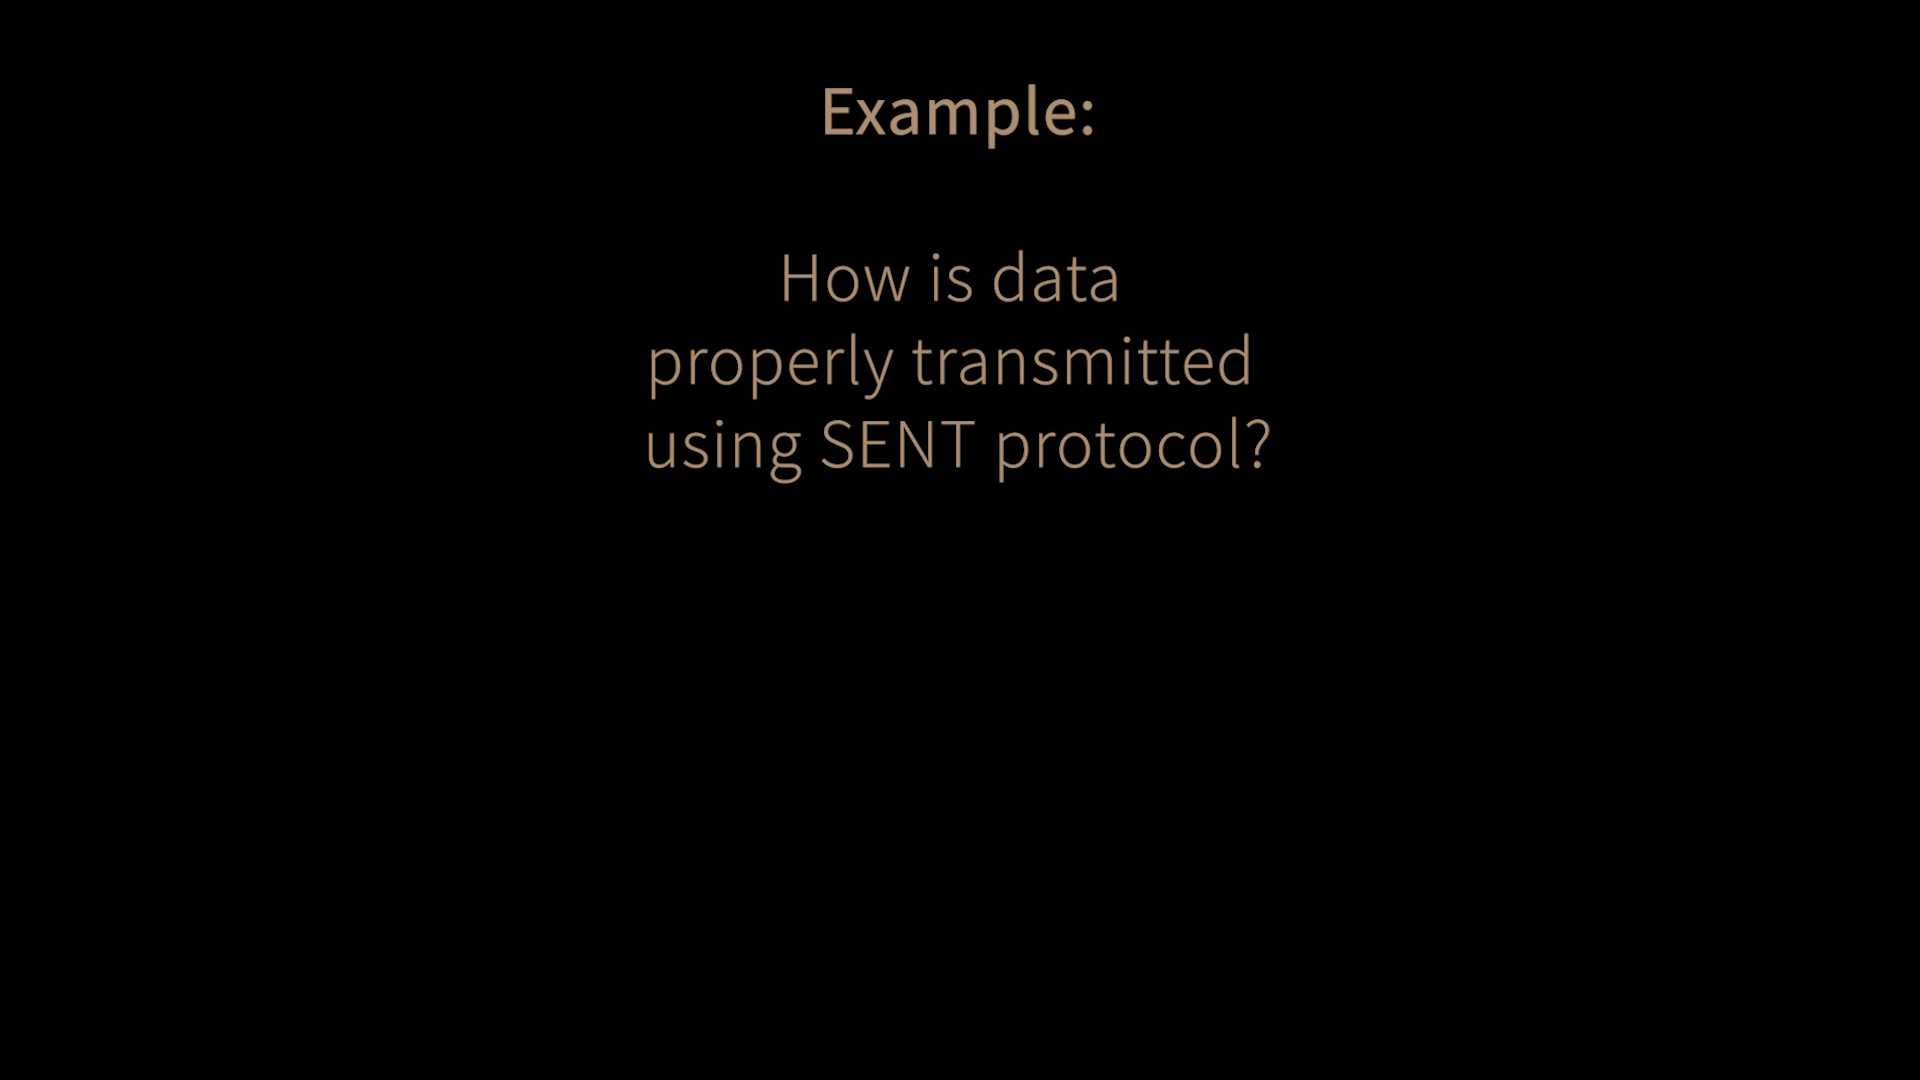 Example:
How is data
properly transmitted
using SENT protocol?